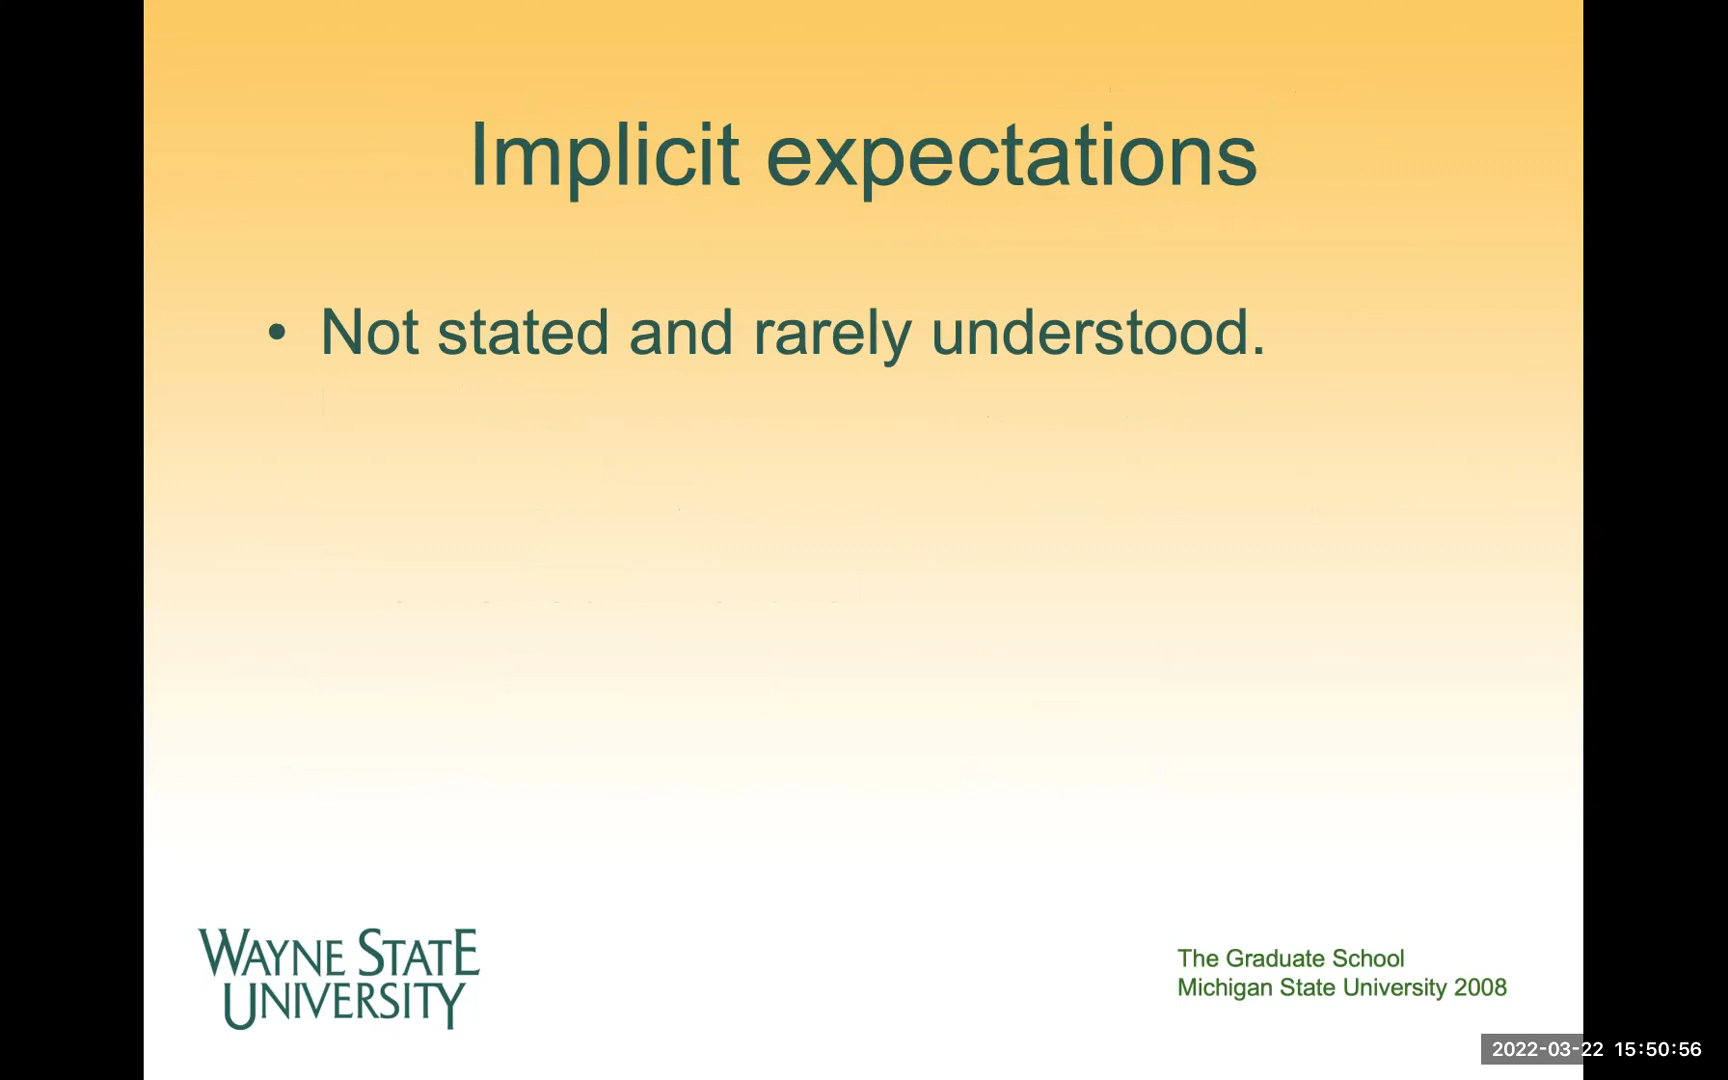 Implicit expectations
• Not stated and rarely understood.
WAYNE STATE
UNIVERSITY
The Graduate School
Michigan State University 2008
2022-03-22 15:50:56